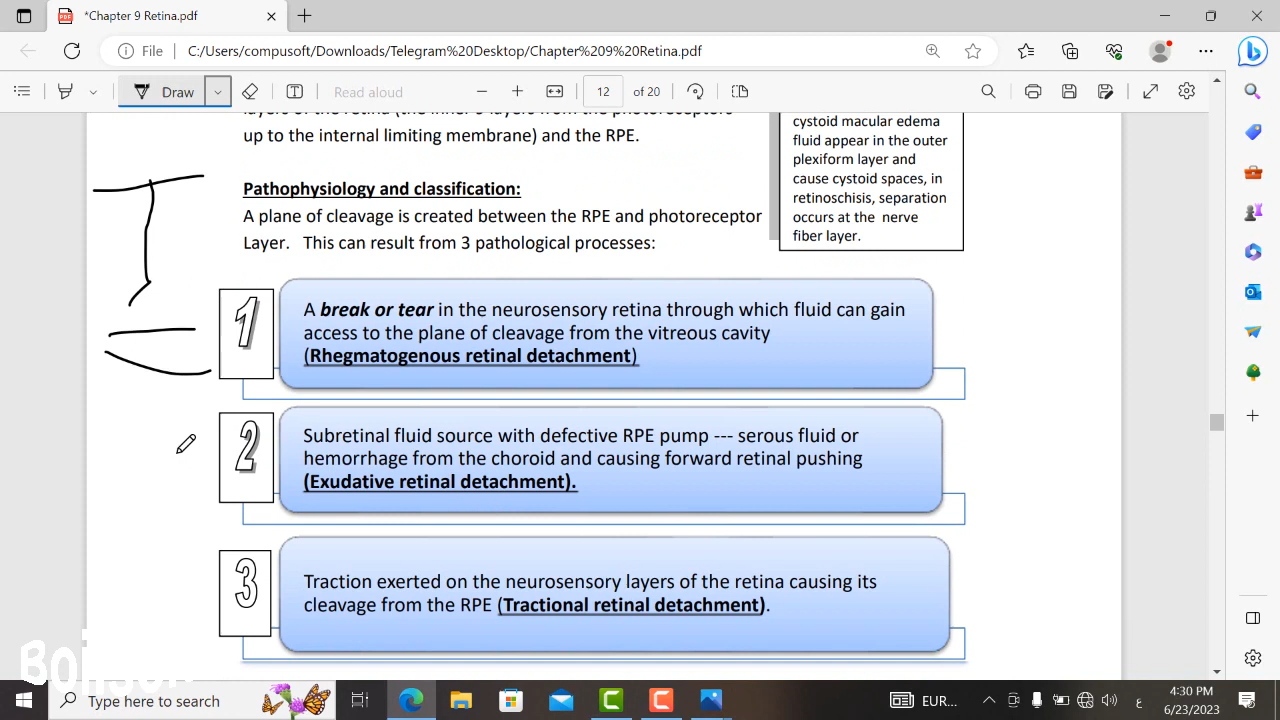 *Chapter 9 Retina.pdf
File C:/Users/compusoft/Downloads/Telegram%20Desktop/Chapter%209%20Retina.pdf
Draw Read aloud 12 of 20
up to the internal limiting membrane) and the RPE.
cystoid macular edema
fluid appear in the outer
plexiform layer and
cause cystoid spaces, in
retinoschisis, separation
occurs at the nerve
fiber layer.
Pathophysiology and classification:
A plane of cleavage is created between the RPE and photoreceptor
Layer. This can result from 3 pathological processes:
1
A break or tear in the neurosensory retina through which fluid can gain
access to the plane of cleavage from the vitreous cavity
(Rhegmatogenous retinal detachment)
2
Subretinal fluid source with defective RPE pump --- serous fluid or
hemorrhage from the choroid and causing forward retinal pushing
(Exudative retinal detachment).
3
Traction exerted on the neurosensory layers of the retina causing its
cleavage from the RPE (Tractional retinal detachment).
Type here to search
EUR...
ع
4:30 PM
6/23/2023